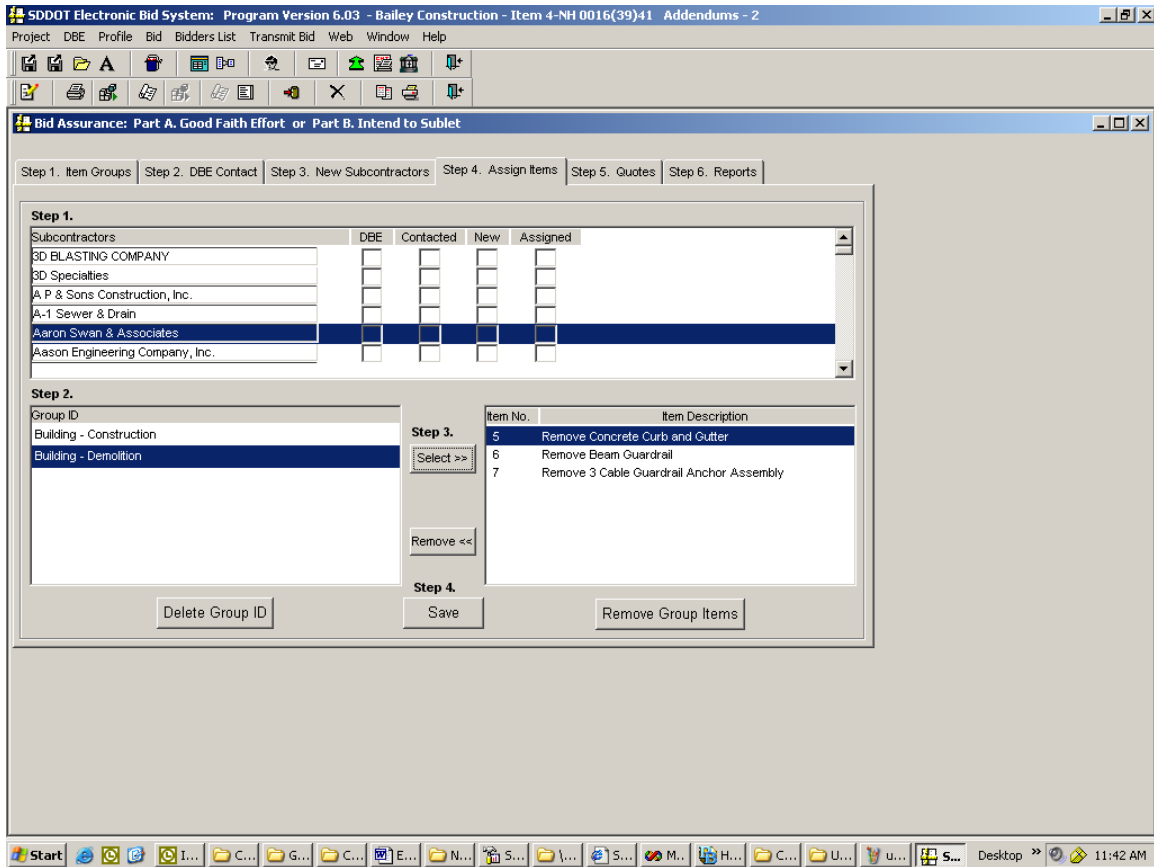 SDDOT Electronic Bid System: Program Version 6.03 - Bailey Construction - Item 4-NH 0016(39)41 Addendums - 2
Project DBE Profile Bid Bidders List Transmit Bid Web Window Help
A
Bid Assurance: Part A. Good Faith Effort or Part B. Intend to Sublet
Step 1. Item Groups Step 2. DBE Contact Step 3. New Subcontractors Step 4. Assign Items Step 5. Quotes Step 6. Reports
Step 1.
Subcontractors DBE Contacted New Assigned
3D BLASTING COMPANY
3D Specialties
A P & Sons Construction, Inc.
A-1 Sewer & Drain
Aaron Swan & Associates
Aason Engineering Company, Inc.
Step 2.
Group ID
Building - Construction
Building - Demolition
Step 3.
Select >>
Remove <<
Step 4.
Save
Item No. Item Description
5 Remove Concrete Curb and Gutter
6 Remove Beam Guardrail
7 Remove 3 Cable Guardrail Anchor Assembly
Delete Group ID
Remove Group Items
Start I... C... G... C... E... N... S... \... S... M... H... C... U... u... S... Desktop » 11:42 AM